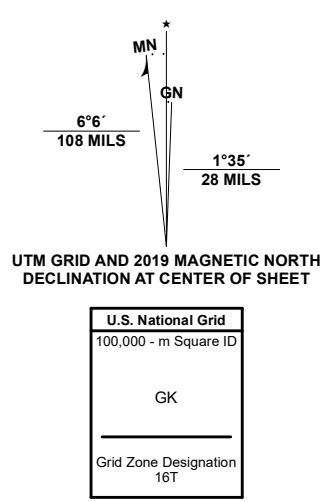 ★
MN
GN
6°6´
108 MILS
1°35´
28 MILS
UTM GRID AND 2019 MAGNETIC NORTH
DECLINATION AT CENTER OF SHEET
U.S. National Grid
100,000 - m Square ID
GK
Grid Zone Designation
16T